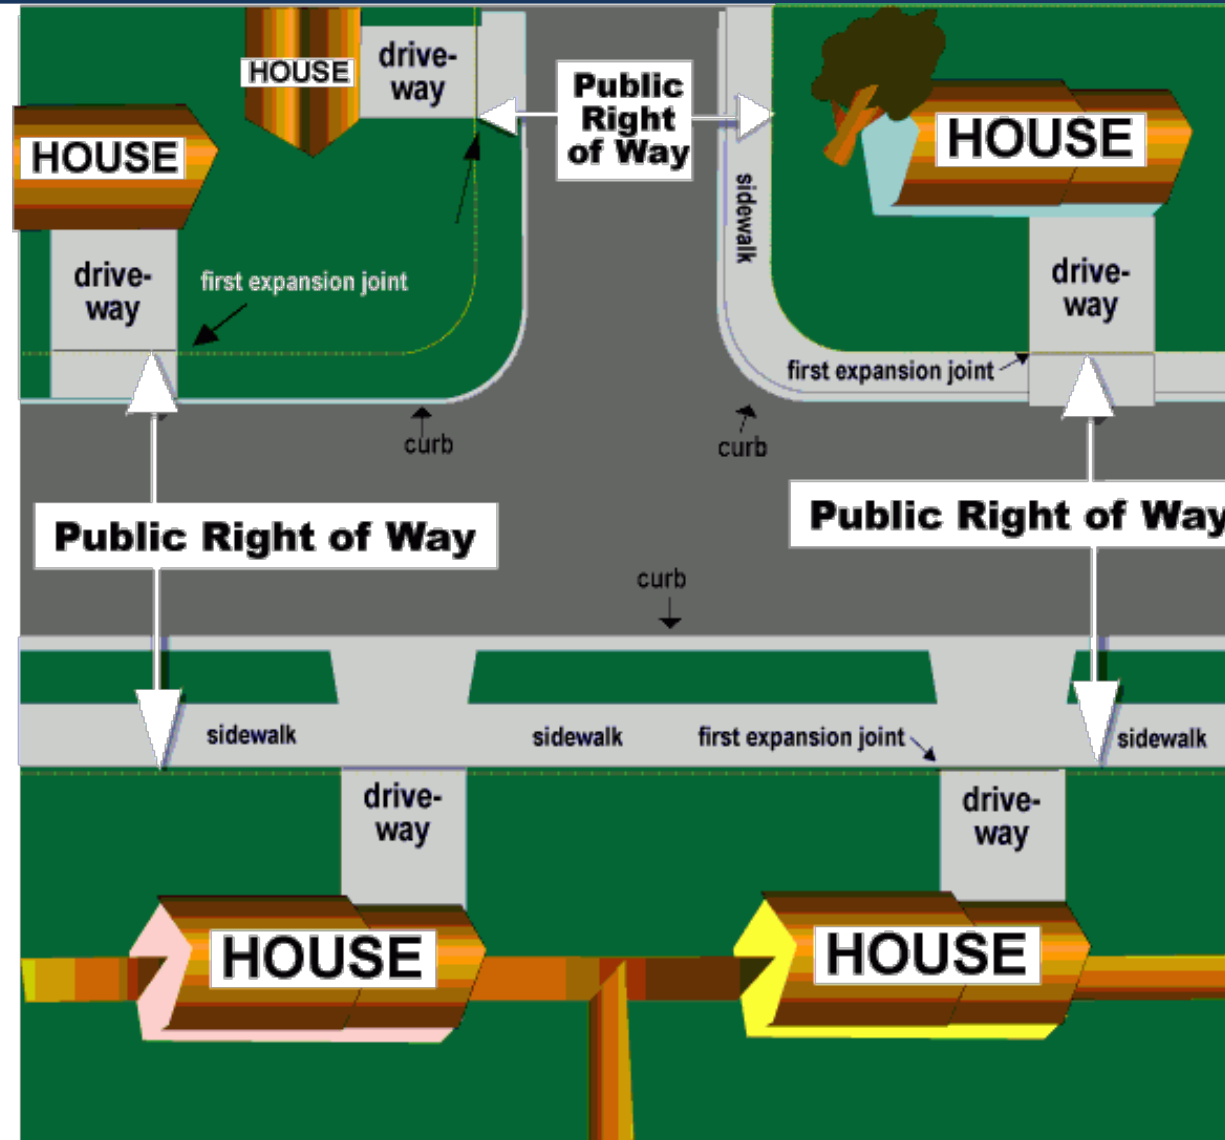 HOUSE
drive-
way
Public
Right
of Way
HOUSE
HOUSE
sidewalk
drive-
way
first expansion joint
drive-
way
first expansion joint
curb
curb
Public Right of Way
Public Right of Way
curb
sidewalk
sidewalk
first expansion joint
sidewalk
drive-
way
drive-
way
HOUSE
HOUSE